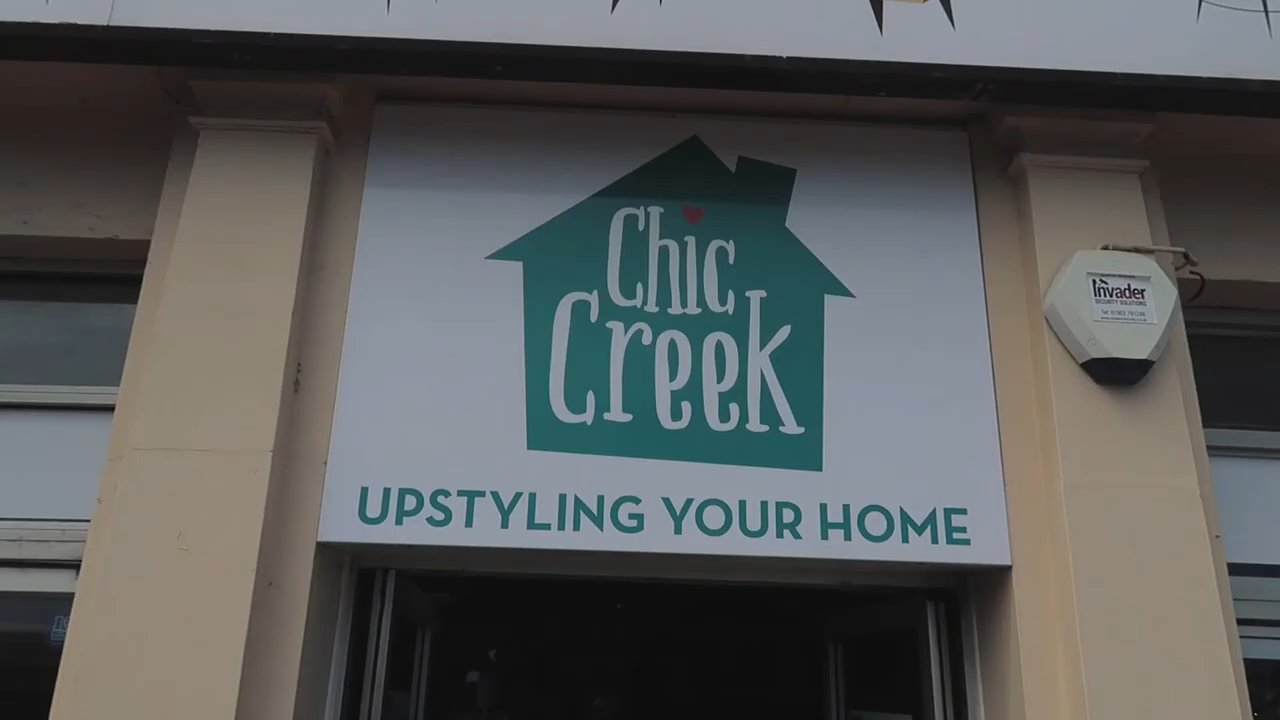 Chic
Creek
UPSTYLING YOUR HOME
Invader
SECURITY SOLUTIONS